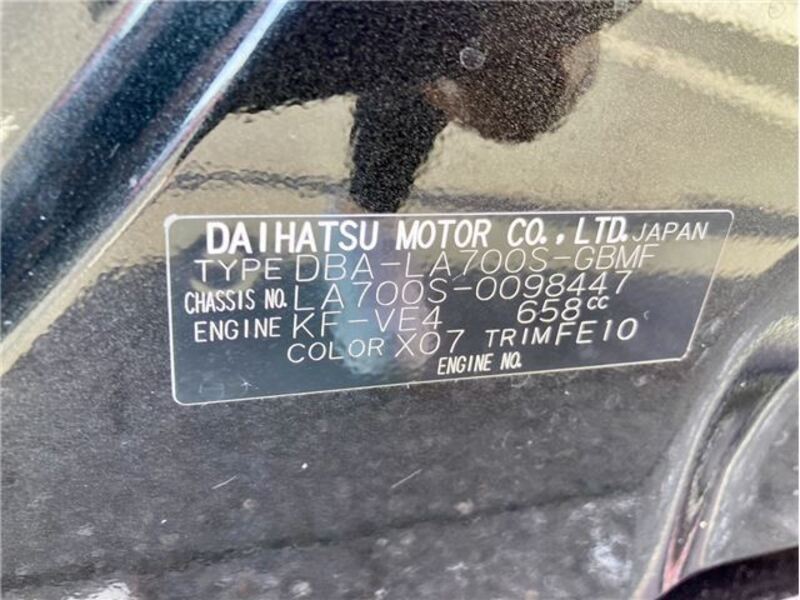 DAIHATSU MOTOR CO., LTD. JAPAN
TYPE DBA-LA700S-GBMF
CHASSIS NO. LA700S-0098447
ENGINE KF-VE4 658cc
COLOR X07 TRIM FE10
ENGINE NO.